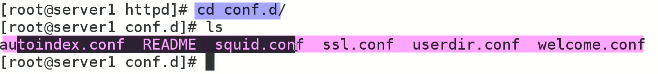 [root@server1 httpd]# cd conf.d/
[root@server1 conf.d]# ls
autoindex.conf  README  squid.conf  ssl.conf  userdir.conf  welcome.conf
[root@server1 conf.d]#